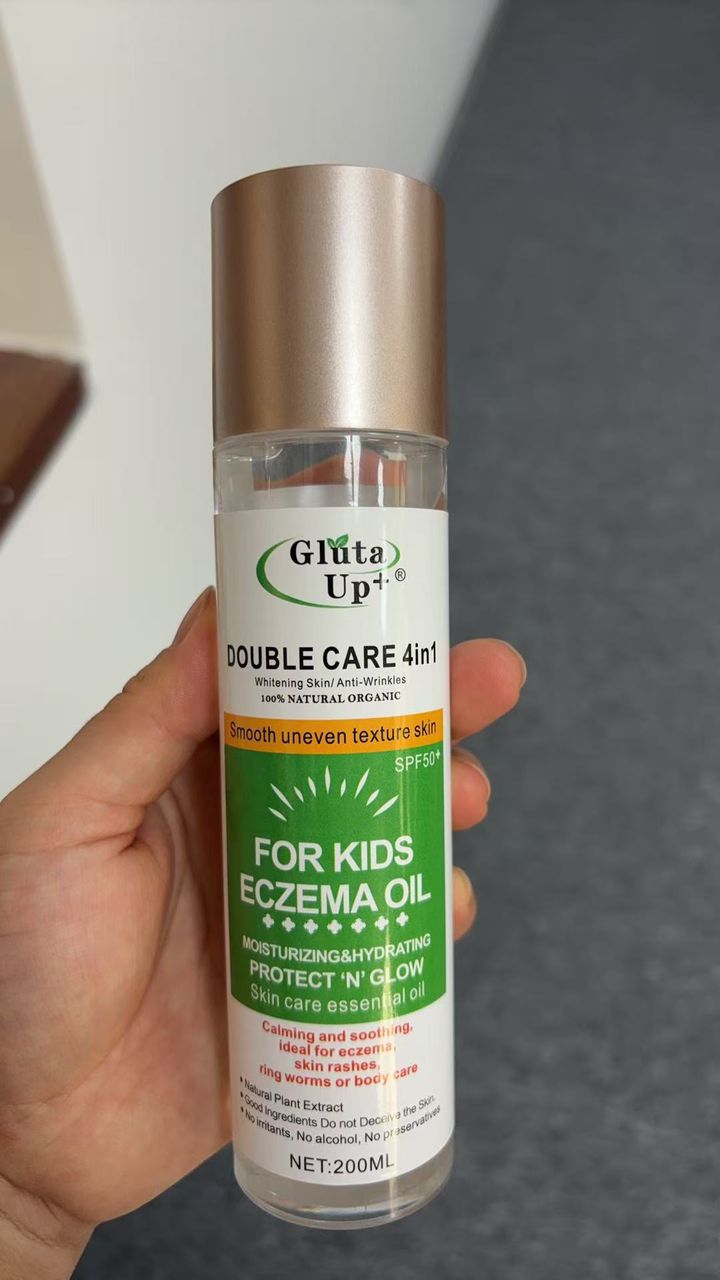 Gluta
Up+®
DOUBLE CARE 4in1
Whitening Skin/ Anti-Wrinkles
100% NATURAL ORGANIC
Smooth uneven texture skin
SPF50+
FOR KIDS
ECZEMA OIL
MOISTURIZING&HYDRATING
PROTECT ‘N’ GLOW
Skin care essential oil
Calming and soothing,
ideal for eczema,
skin rashes,
ring worms or body care
• Natural Plant Extract
• Good Ingredients Do not Deceive the Skin.
• No irritants, No alcohol, No preservatives
NET:200ML